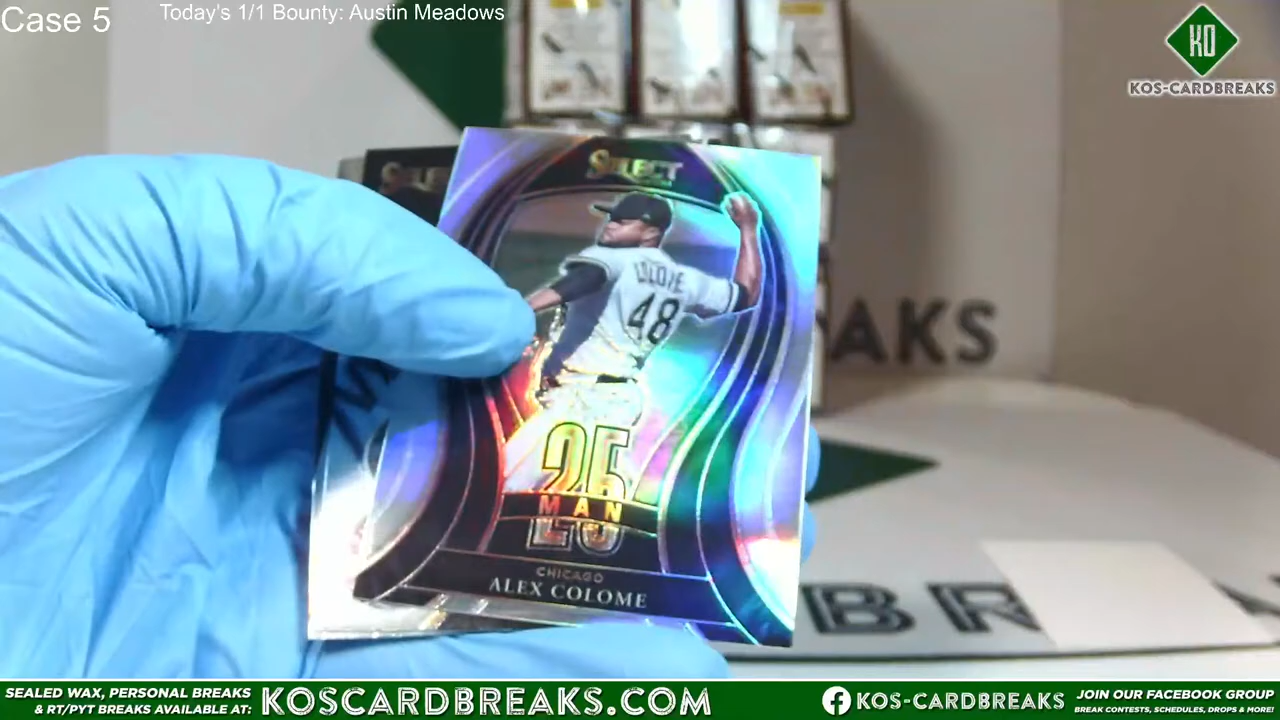 Case 5
Today's 1/1 Bounty: Austin Meadows
KO
KOS-CARDBREAKS
SELECT
SELECT
48
AKS
25
MAN
CHICAGO
ALEX COLOME
BR
SEALED WAX, PERSONAL BREAKS
& RT/PYT BREAKS AVAILABLE AT:
KOSCARDBREAKS.COM
KOS-CARDBREAKS
JOIN OUR FACEBOOK GROUP
BREAK CONTESTS, SCHEDULES, DROPS & MORE!